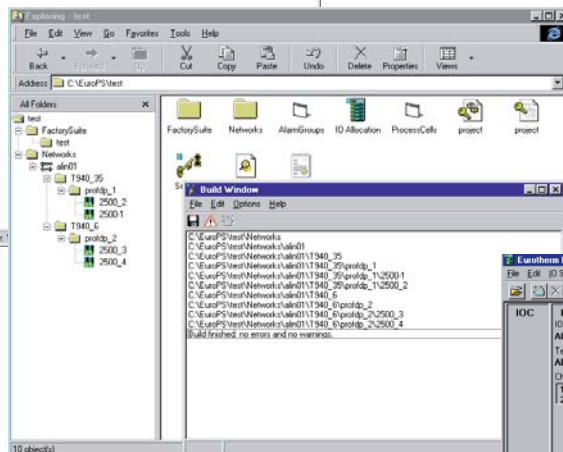 Exploring - test
File Edit View Go Favorites Tools Help
Back Forward Up Cut Copy Paste Undo Delete Properties Views
Address C:\EuroPS\test
All Folders x
test
FactorySuite
test
Networks
alin01
T940_35
profdp_1
2500_2
2500-1
T940_6
profdp_2
2500_3
2500_4
FactorySuite Networks AlarmGroups IO Allocation ProcessCells project project
Build Window
File Edit Options Help
C:\EuroPS\test\Networks
C:\EuroPS\test\Networks\alin01
C:\EuroPS\test\Networks\alin01\T940_35
C:\EuroPS\test\Networks\alin01\T940_35\profdp_1
C:\EuroPS\test\Networks\alin01\T940_35\profdp_1\2500-1
C:\EuroPS\test\Networks\alin01\T940_35\profdp_1\2500_2
C:\EuroPS\test\Networks\alin01\T940_6
C:\EuroPS\test\Networks\alin01\T940_6\profdp_2
C:\EuroPS\test\Networks\alin01\T940_6\profdp_2\2500_3
C:\EuroPS\test\Networks\alin01\T940_6\profdp_2\2500_4
Build finished: no errors and no warnings.
Eurotherm
File Edit IO
IOC
10 object(s)